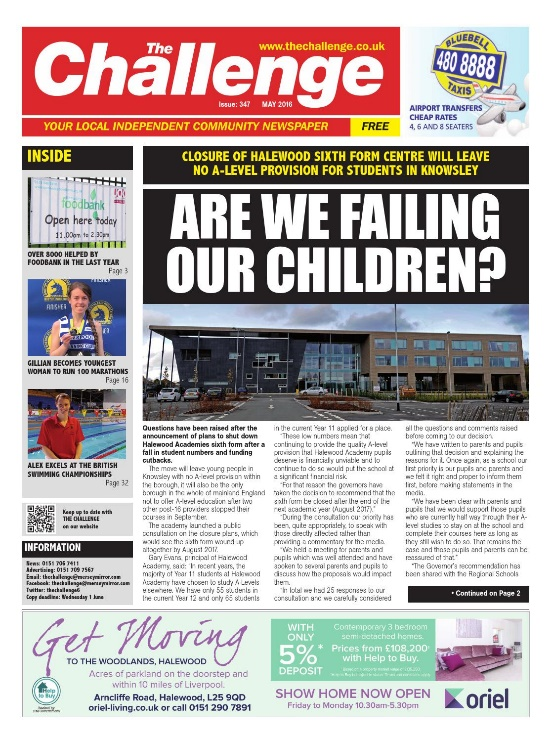 The
Challenge
www.thechallenge.co.uk
Issue: 347 MAY 2016
YOUR LOCAL INDEPENDENT COMMUNITY NEWSPAPER
FREE
BLUEBELL
480 8888
TAXIS
AIRPORT TRANSFERS
CHEAP RATES
4, 6 AND 8 SEATERS
INSIDE
foodbank
Open here today
11.00am to 2.30pm
OVER 8000 HELPED BY
FOODBANK IN THE LAST YEAR
Page 3
FINISHER
FINISHER
GILLIAN BECOMES YOUNGEST
WOMAN TO RUN 100 MARATHONS
Page 16
ALEX EXCELS AT THE BRITISH
SWIMMING CHAMPIONSHIPS
Page 32
Keep up to date with
THE CHALLENGE
on our website
INFORMATION
News: 0151 706 7411
Advertising: 0151 709 7567
Email: thechallenge@merseymirror.com
Facebook: thechallenge@merseymirror.com
Twitter: thechallenge6
Copy deadline: Wednesday 1 June
CLOSURE OF HALEWOOD SIXTH FORM CENTRE WILL LEAVE
NO A-LEVEL PROVISION FOR STUDENTS IN KNOWSLEY
ARE WE FAILING
OUR CHILDREN?
Questions have been raised after the
announcement of plans to shut down
Halewood Academies sixth form after a
fall in student numbers and funding
cutbacks.
The move will leave young people in
Knowsley with no A-level provision within
the borough, it will also be the only
borough in the whole of mainland England
not to offer A-level education after two
other post-16 providers stopped their
courses in September.
The academy launched a public
consultation on the closure plans, which
would see the sixth form wound up
altogether by August 2017.
Gary Evans, principal of Halewood
Academy, said: 'In recent years, the
majority of Year 11 students at Halewood
Academy have chosen to study A Levels
elsewhere. We have only 55 students in
the current Year 12 and only 65 students
in the current Year 11 applied for a place.
"These low numbers mean that
continuing to provide the quality A-level
provision that Halewood Academy pupils
deserve is financially unviable and to
continue to do so would put the school at
a significant financial risk.
"For that reason the governors have
taken the decision to recommend that the
sixth form be closed after the end of the
next academic year (August 2017)."
"During the consultation our priority has
been, quite appropriately, to speak with
those directly affected rather than
providing a commentary for the media.
"We held a meeting for parents and
pupils which was well attended and have
spoken to several parents and pupils to
discuss how the proposals would impact
them.
"In total we had 25 responses to our
consultation and we carefully considered
all the questions and comments raised
before coming to our decision.
"We have written to parents and pupils
outlining that decision and explaining the
reasons for it. Once again, as a school our
first priority is our pupils and parents and
we felt it right and proper to inform them
first, before making statements in the
media.
"We have been clear with parents and
pupils that we would support those pupils
who are currently half way through their A-
level studies to stay on at the school and
complete their courses here as long as
they still wish to do so. That remains the
case and those pupils and parents can be
reassured of that."
"The Governor's recommendation has
been shared with the Regional Schools
• Continued on Page 2
Get Moving
TO THE WOODLANDS, HALEWOOD
Acres of parkland on the doorstep and
within 10 miles of Liverpool.
Arncliffe Road, Halewood, L25 9QD
oriel-living.co.uk or call 0151 290 7891
Help
to Buy
WITH
ONLY
5%*
DEPOSIT
Contemporary 3 bedroom
semi-detached homes.
Prices from £108,200*
with Help to Buy.
SHOW HOME NOW OPEN
Friday to Monday 10.30am-5.30pm
oriel